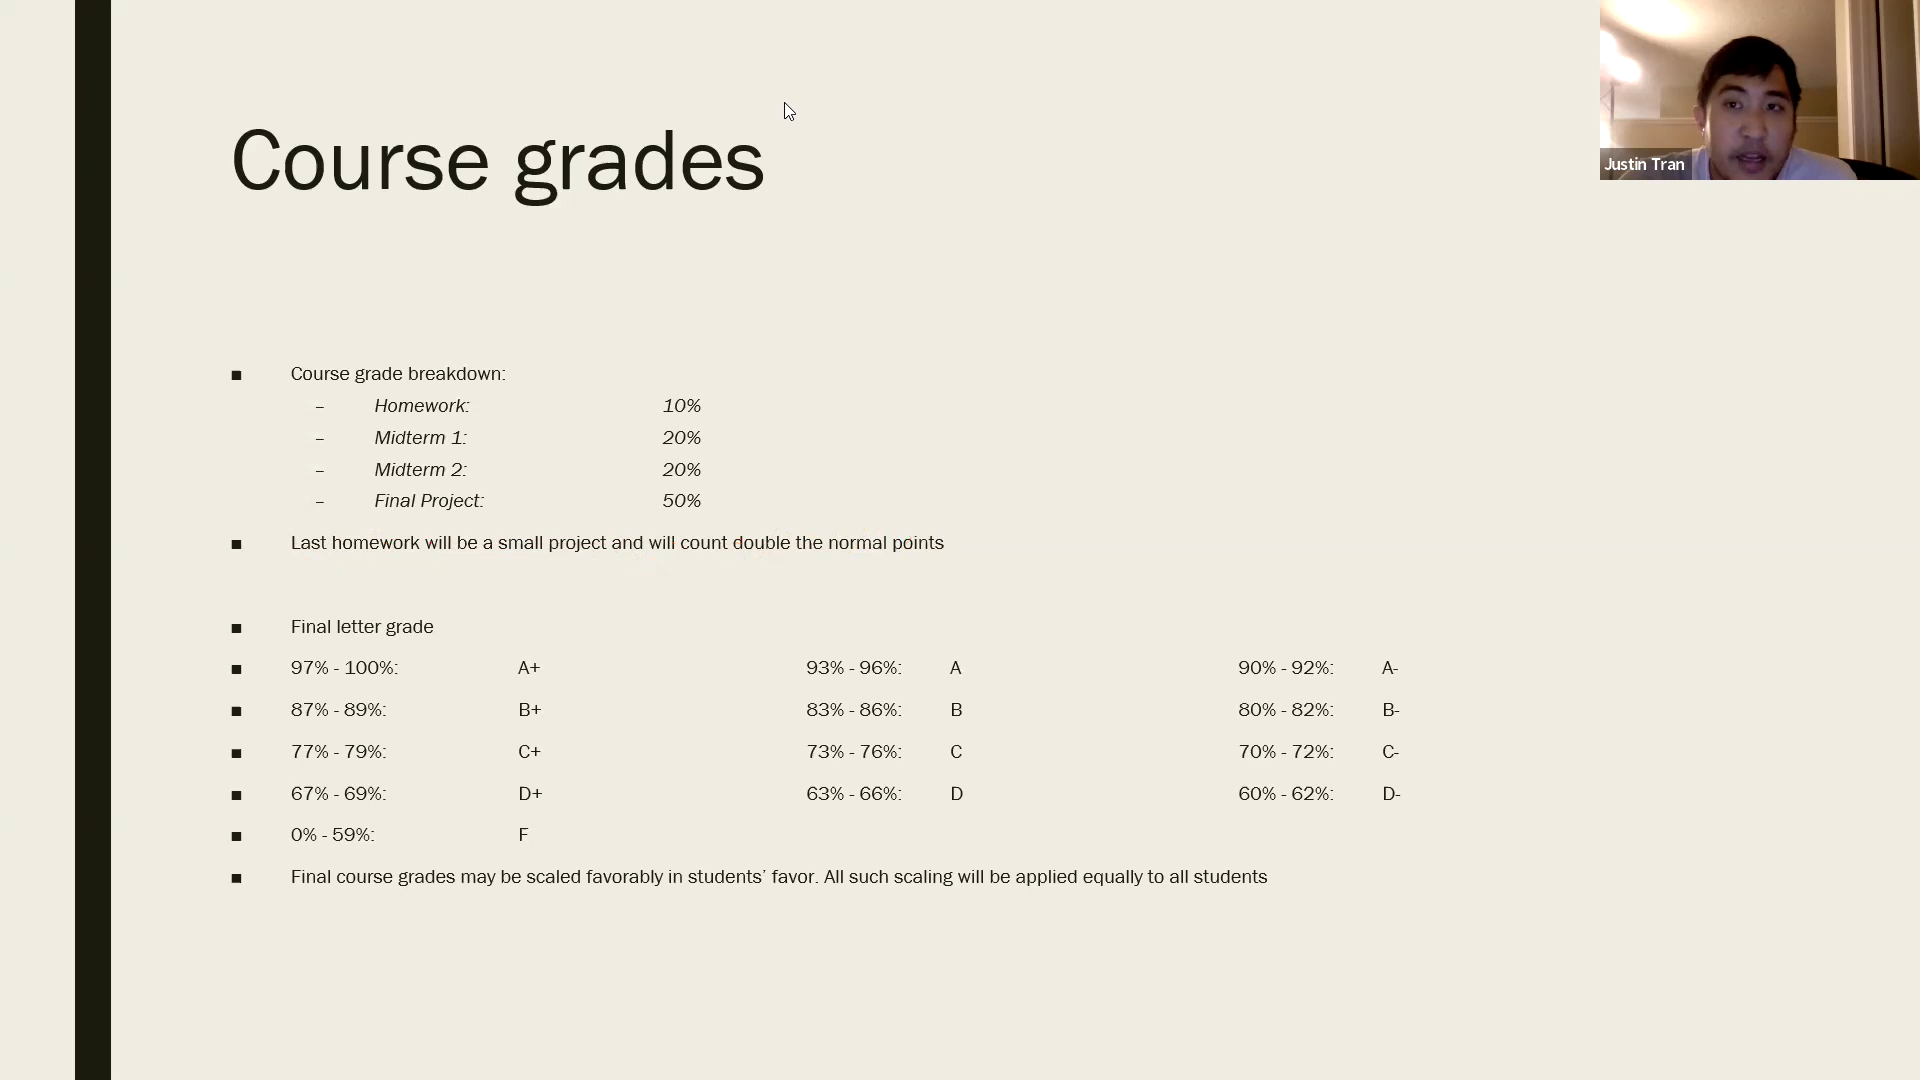 Course grades
Justin Tran
■ Course grade breakdown:
– Homework: 10%
– Midterm 1: 20%
– Midterm 2: 20%
– Final Project: 50%
■ Last homework will be a small project and will count double the normal points
■ Final letter grade
■ 97% - 100%: A+ 93% - 96%: A 90% - 92%: A-
■ 87% - 89%: B+ 83% - 86%: B 80% - 82%: B-
■ 77% - 79%: C+ 73% - 76%: C 70% - 72%: C-
■ 67% - 69%: D+ 63% - 66%: D 60% - 62%: D-
■ 0% - 59%: F
■ Final course grades may be scaled favorably in students’ favor. All such scaling will be applied equally to all students